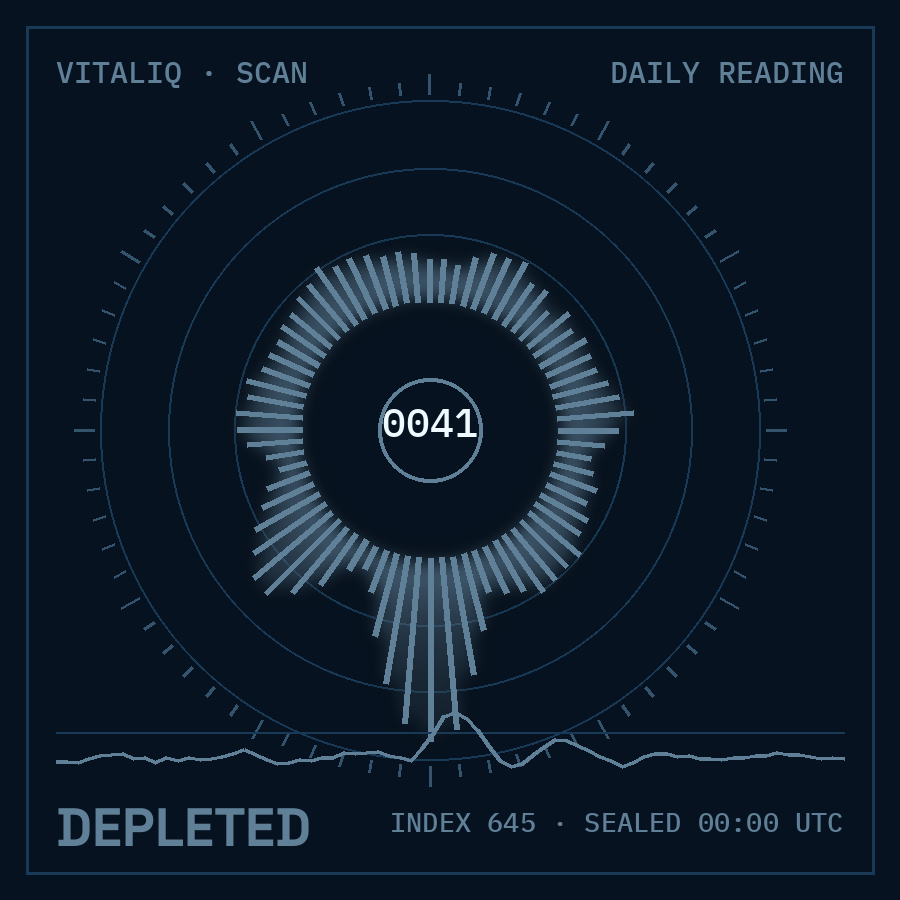 VITALIQ · SCAN
DAILY READING
0041
DEPLETED
INDEX 645 · SEALED 00:00 UTC